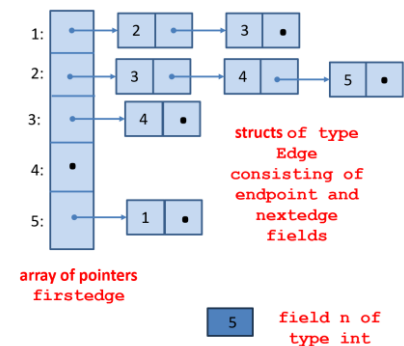 1: 2 3
2: 3 4 5
3: 4
4:
5: 1
structs of type
Edge
consisting of
endpoint and
nextedge
fields
array of pointers
firstedge
5 field n of
type int